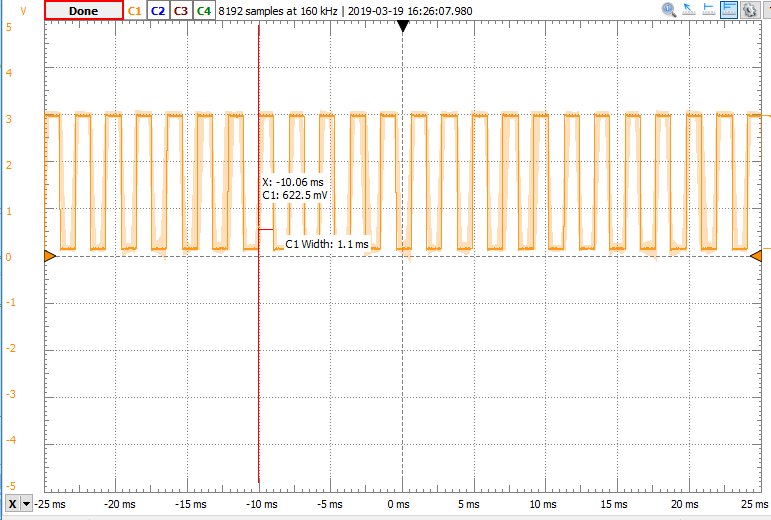 V Done C1 C2 C3 C4 8192 samples at 160 kHz | 2019-03-19 16:26:07.980
5
4
3
2
1
0
-1
-2
-3
-4
-5
X: -10.06 ms
C1: 622.5 mV
C1 Width: 1.1 ms
X -25 ms -20 ms -15 ms -10 ms -5 ms 0 ms 5 ms 10 ms 15 ms 20 ms 25 ms